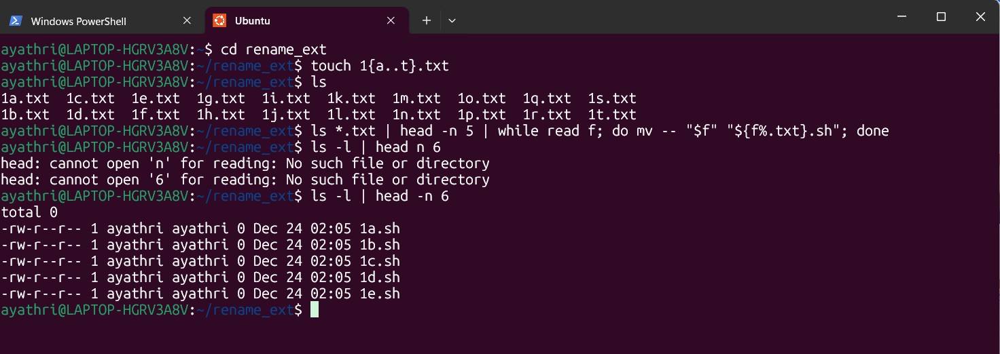 Windows PowerShell
Ubuntu
ayathri@LAPTOP-HGRV3A8V:~$ cd rename_ext
ayathri@LAPTOP-HGRV3A8V:~/rename_ext$ touch 1{a..t}.txt
ayathri@LAPTOP-HGRV3A8V:~/rename_ext$ ls
1a.txt  1c.txt  1e.txt  1g.txt  1i.txt  1k.txt  1m.txt  1o.txt  1q.txt  1s.txt
1b.txt  1d.txt  1f.txt  1h.txt  1j.txt  1l.txt  1n.txt  1p.txt  1r.txt  1t.txt
ayathri@LAPTOP-HGRV3A8V:~/rename_ext$ ls *.txt | head -n 5 | while read f; do mv -- "$f" "${f%.txt}.sh"; done
ayathri@LAPTOP-HGRV3A8V:~/rename_ext$ ls -l | head n 6
head: cannot open 'n' for reading: No such file or directory
head: cannot open '6' for reading: No such file or directory
ayathri@LAPTOP-HGRV3A8V:~/rename_ext$ ls -l | head -n 6
total 0
-rw-r--r-- 1 ayathri ayathri 0 Dec 24 02:05 1a.sh
-rw-r--r-- 1 ayathri ayathri 0 Dec 24 02:05 1b.sh
-rw-r--r-- 1 ayathri ayathri 0 Dec 24 02:05 1c.sh
-rw-r--r-- 1 ayathri ayathri 0 Dec 24 02:05 1d.sh
-rw-r--r-- 1 ayathri ayathri 0 Dec 24 02:05 1e.sh
ayathri@LAPTOP-HGRV3A8V:~/rename_ext$